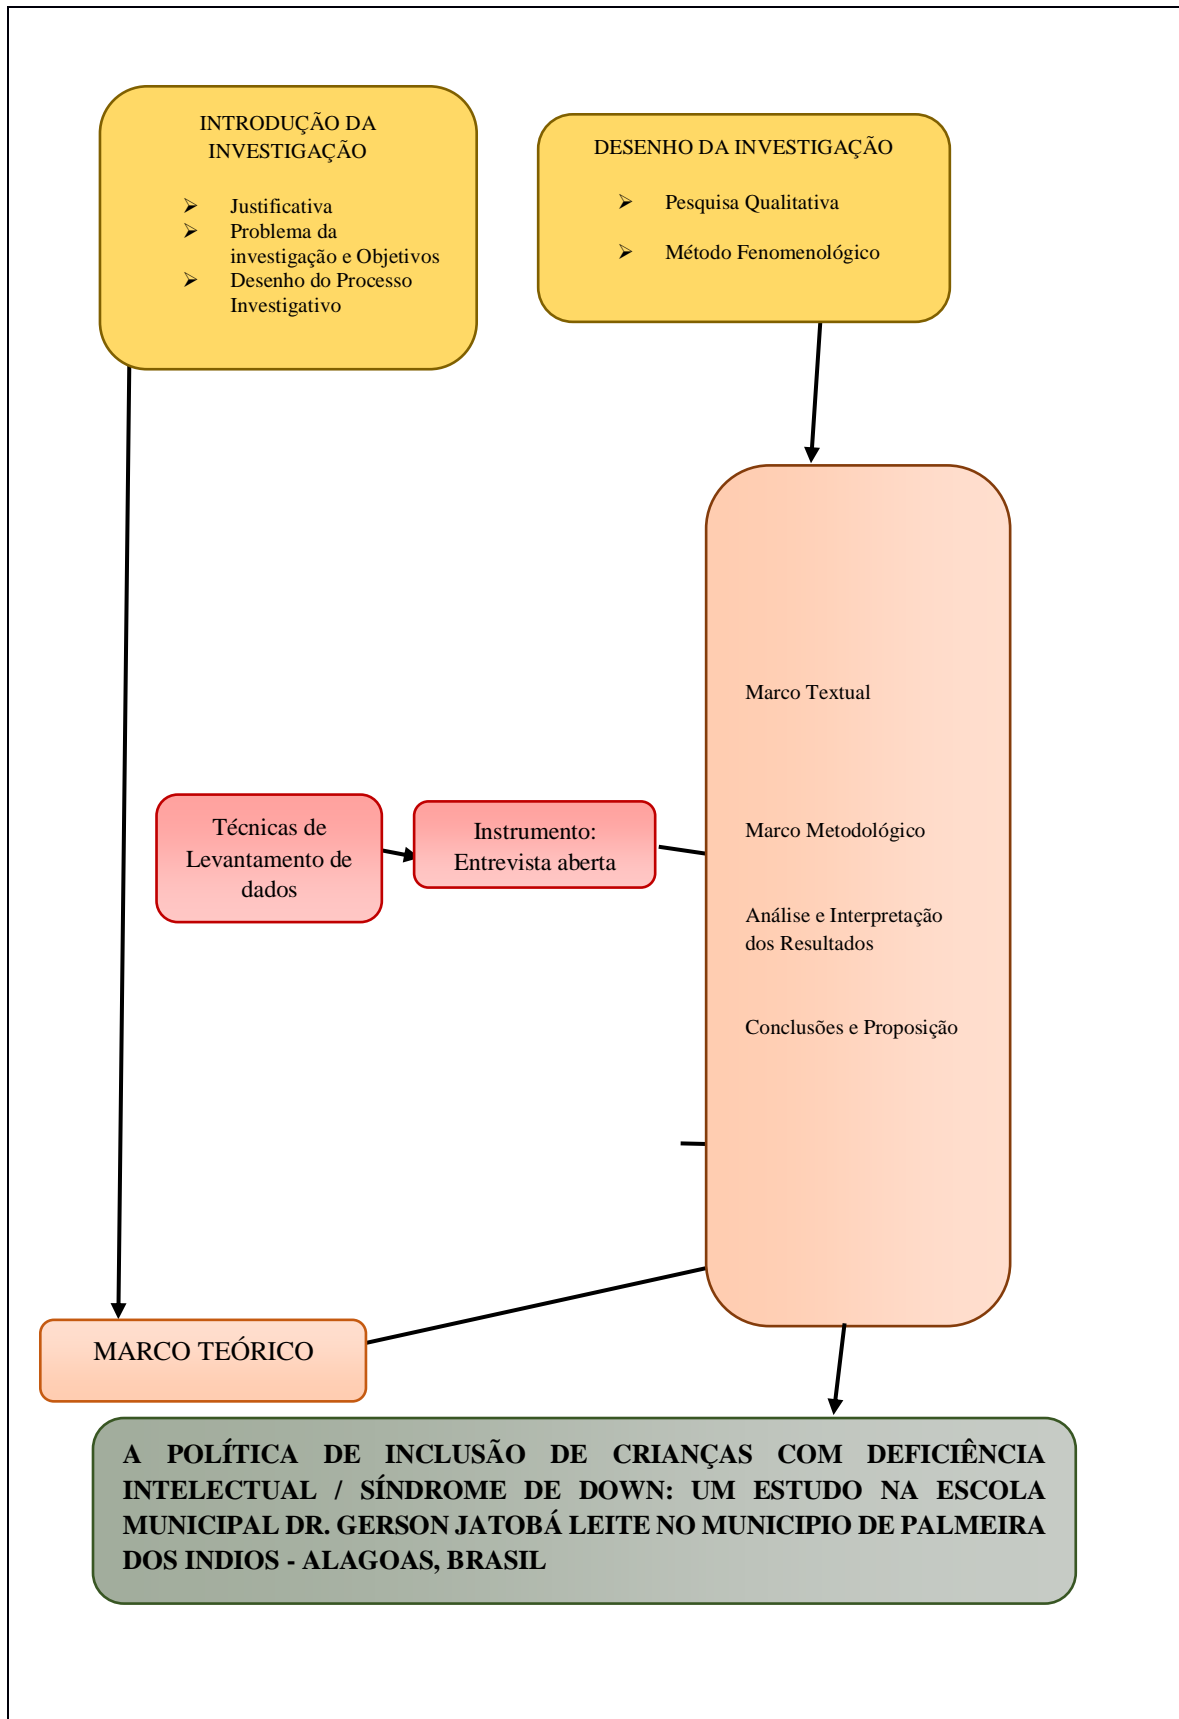 INTRODUÇÃO DA
INVESTIGAÇÃO
➢ Justificativa
➢ Problema da
investigação e Objetivos
➢ Desenho do Processo
Investigativo
DESENHO DA INVESTIGAÇÃO
➢ Pesquisa Qualitativa
➢ Método Fenomenológico
Marco Textual
Técnicas de
Levantamento de
dados
Instrumento:
Entrevista aberta
Marco Metodológico
Análise e Interpretação
dos Resultados
Conclusões e Proposição
MARCO TEÓRICO
A POLÍTICA DE INCLUSÃO DE CRIANÇAS COM DEFICIÊNCIA
INTELECTUAL / SÍNDROME DE DOWN: UM ESTUDO NA ESCOLA
MUNICIPAL DR. GERSON JATOBÁ LEITE NO MUNICIPIO DE PALMEIRA
DOS INDIOS - ALAGOAS, BRASIL